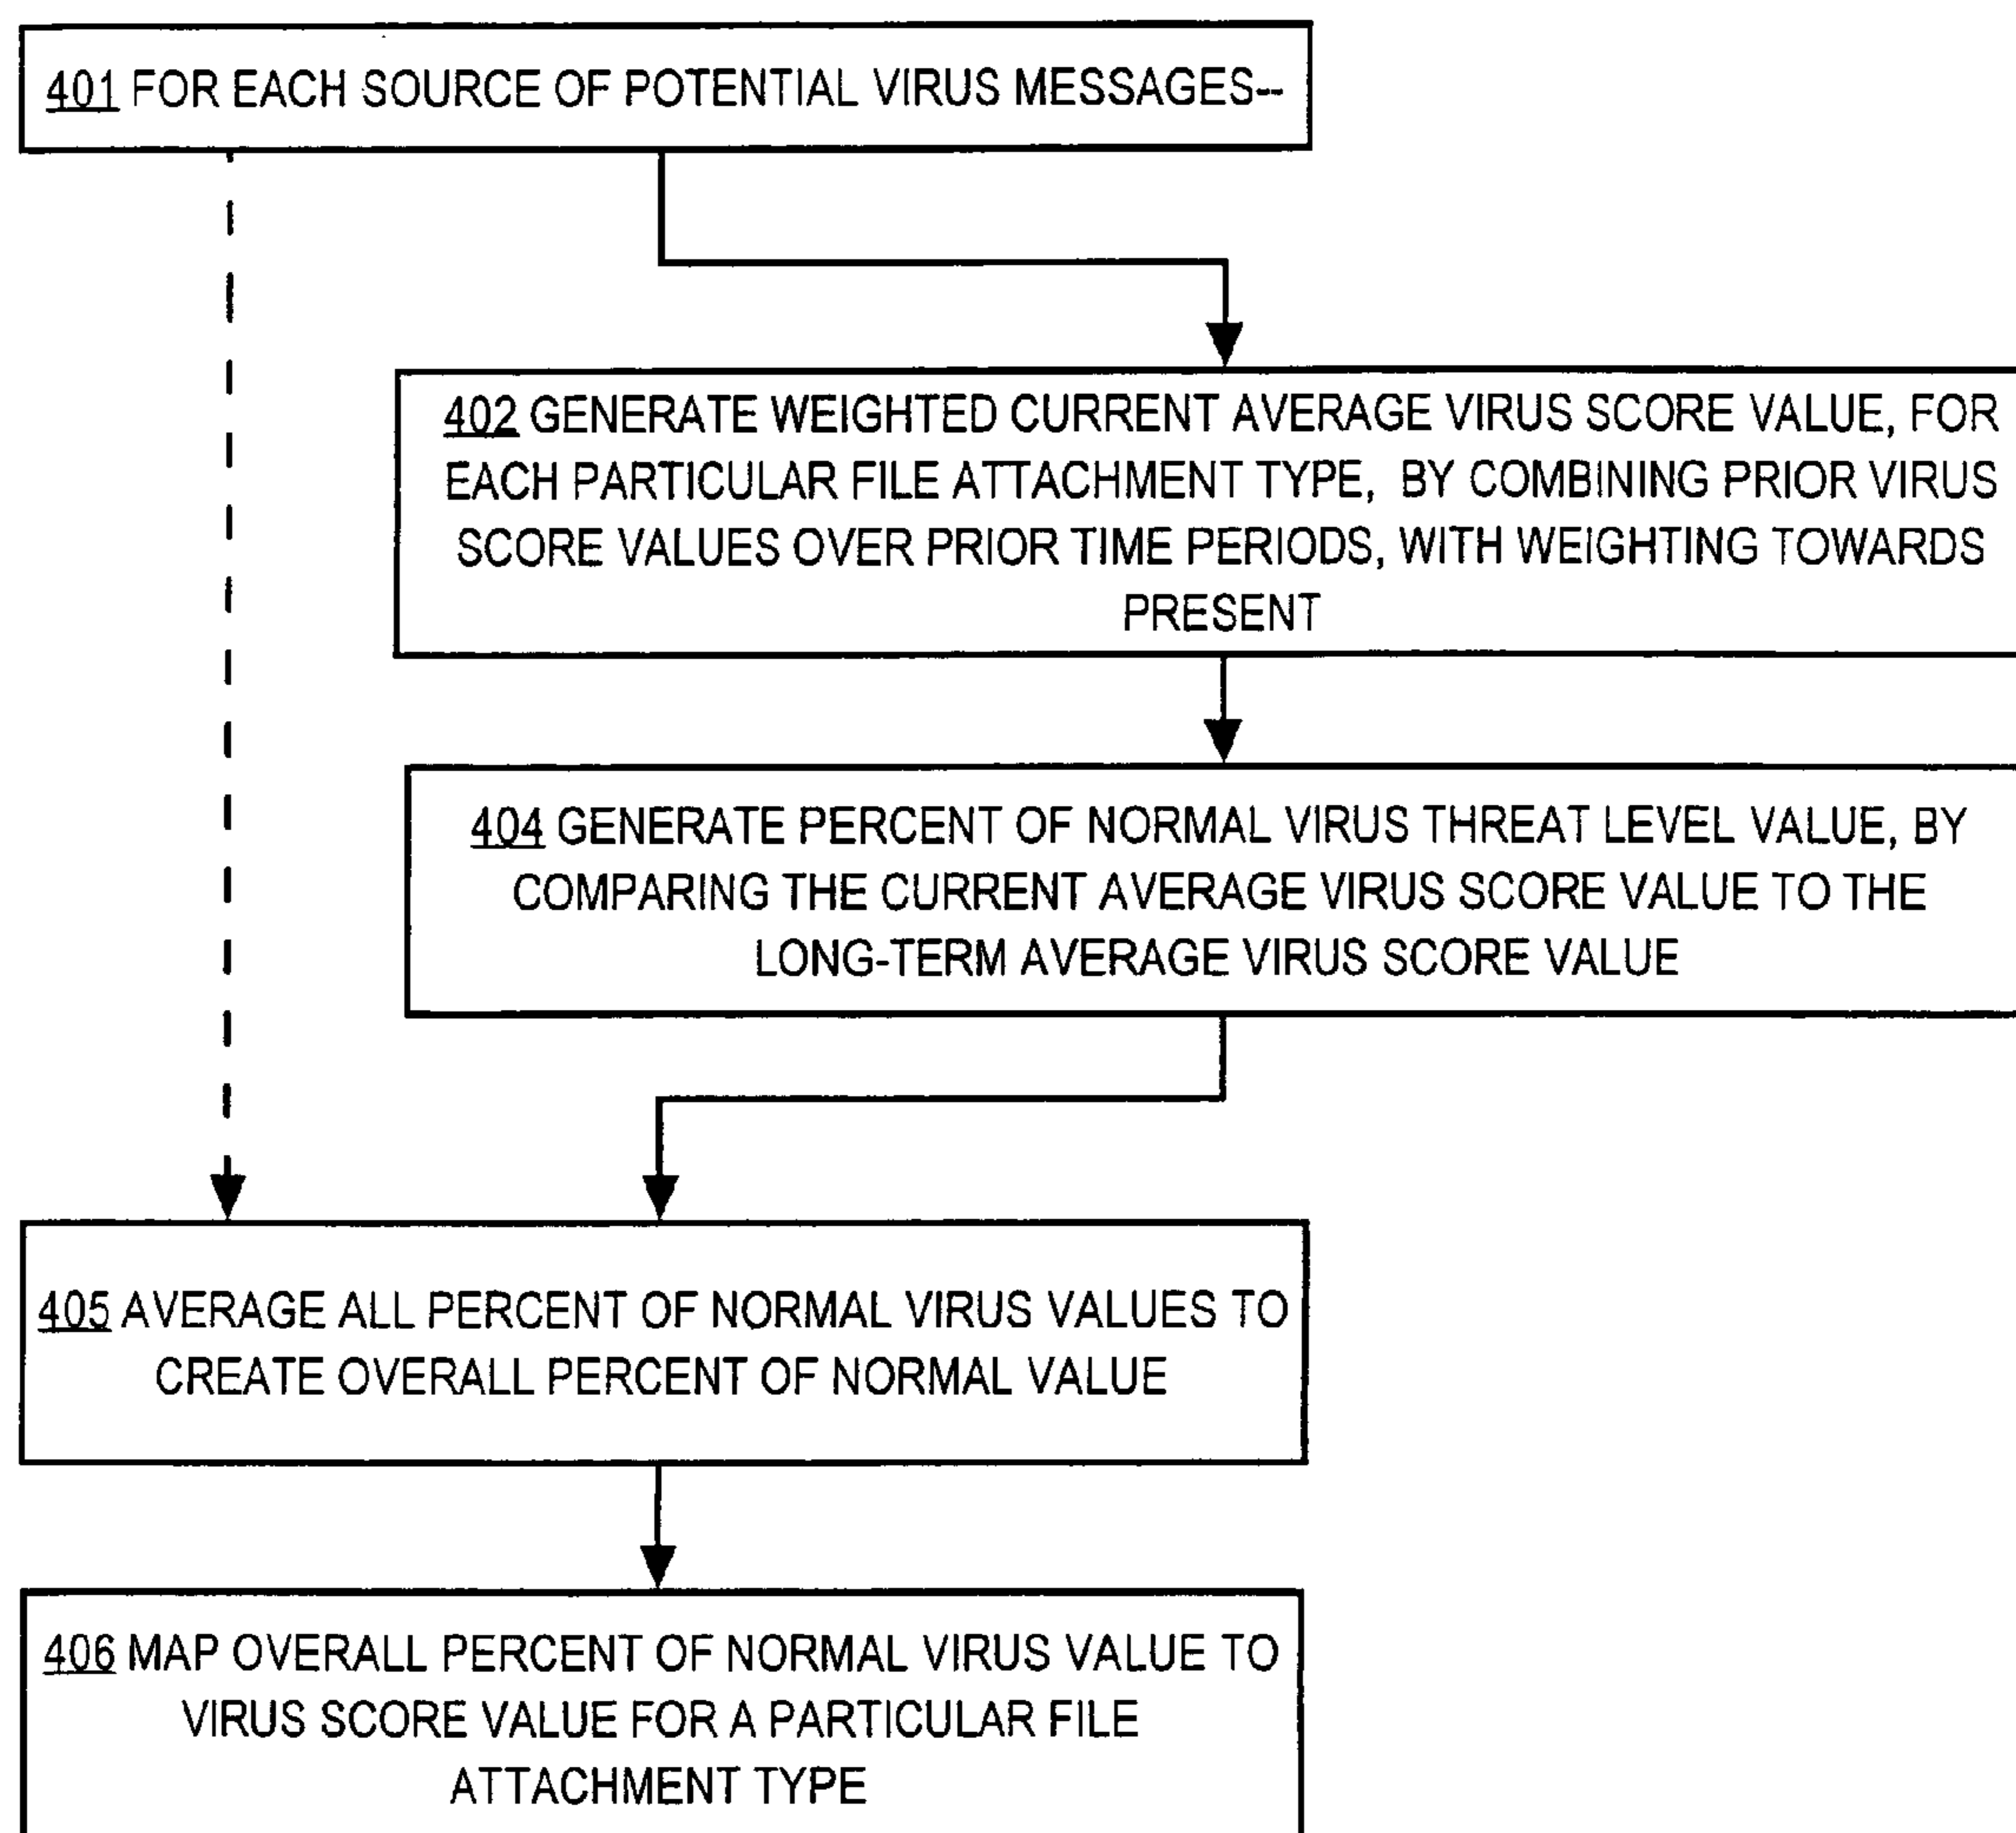 401 FOR EACH SOURCE OF POTENTIAL VIRUS MESSAGES--
402 GENERATE WEIGHTED CURRENT AVERAGE VIRUS SCORE VALUE, FOR
EACH PARTICULAR FILE ATTACHMENT TYPE, BY COMBINING PRIOR VIRUS
SCORE VALUES OVER PRIOR TIME PERIODS, WITH WEIGHTING TOWARDS
PRESENT
404 GENERATE PERCENT OF NORMAL VIRUS THREAT LEVEL VALUE, BY
COMPARING THE CURRENT AVERAGE VIRUS SCORE VALUE TO THE
LONG-TERM AVERAGE VIRUS SCORE VALUE
405 AVERAGE ALL PERCENT OF NORMAL VIRUS VALUES TO
CREATE OVERALL PERCENT OF NORMAL VALUE
406 MAP OVERALL PERCENT OF NORMAL VIRUS VALUE TO
VIRUS SCORE VALUE FOR A PARTICULAR FILE
ATTACHMENT TYPE